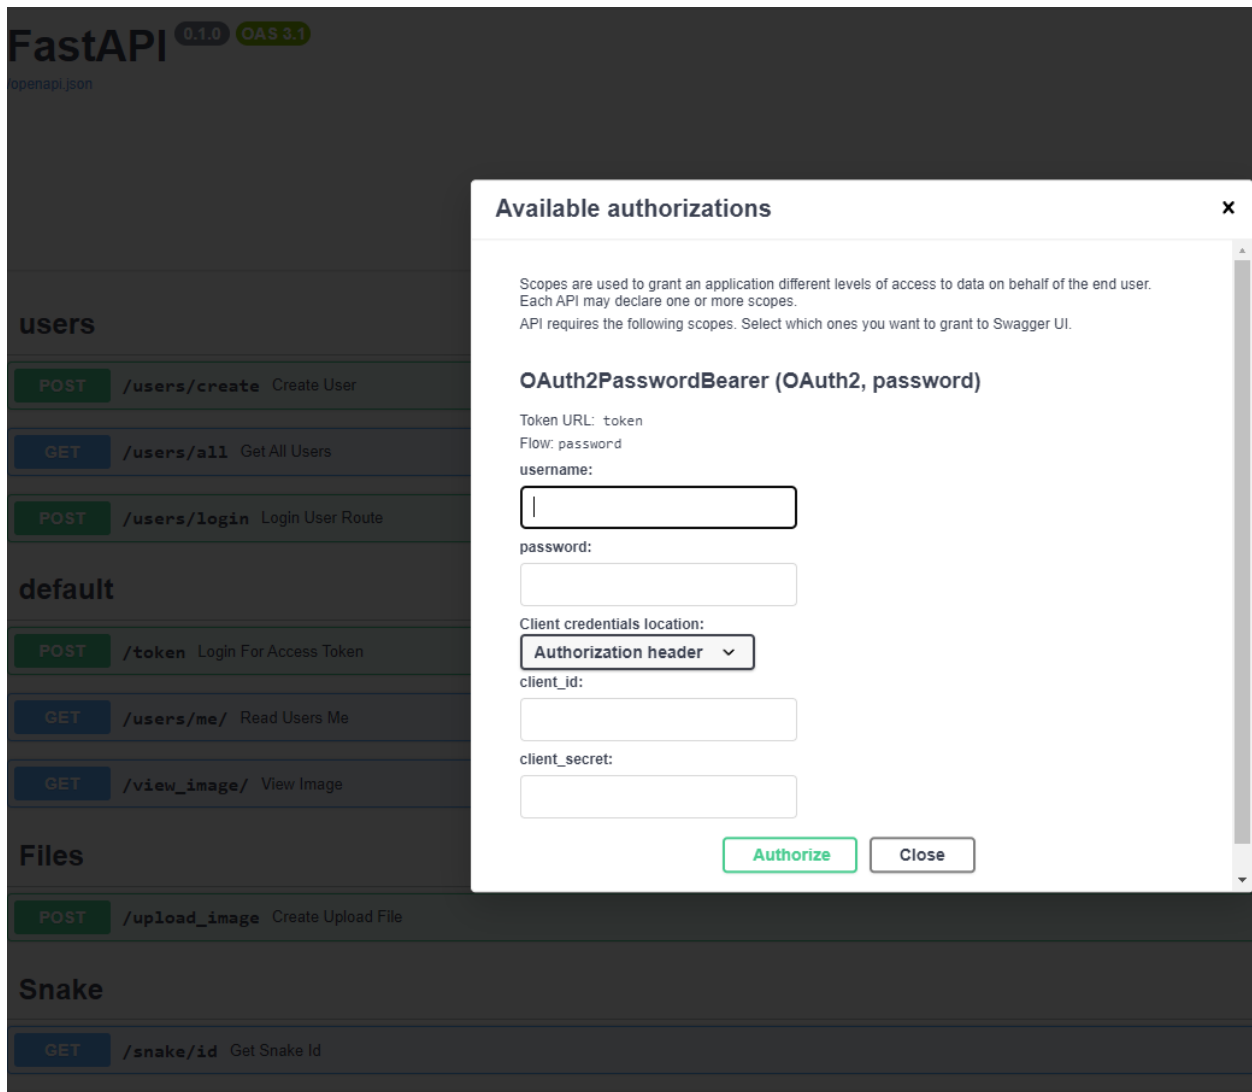 FastAPI 0.1.0 OAS 3.1
/openapi.json
users
POST /users/create Create User
GET /users/all Get All Users
POST /users/login Login User Route
default
POST /token Login For Access Token
GET /users/me/ Read Users Me
GET /view_image/ View Image
Files
POST /upload_image Create Upload File
Snake
GET /snake/id Get Snake Id
Available authorizations
Scopes are used to grant an application different levels of access to data on behalf of the end user.
Each API may declare one or more scopes.
API requires the following scopes. Select which ones you want to grant to Swagger UI.
OAuth2PasswordBearer (OAuth2, password)
Token URL: token
Flow: password
username:
password:
Client credentials location:
Authorization header
client_id:
client_secret:
Authorize Close